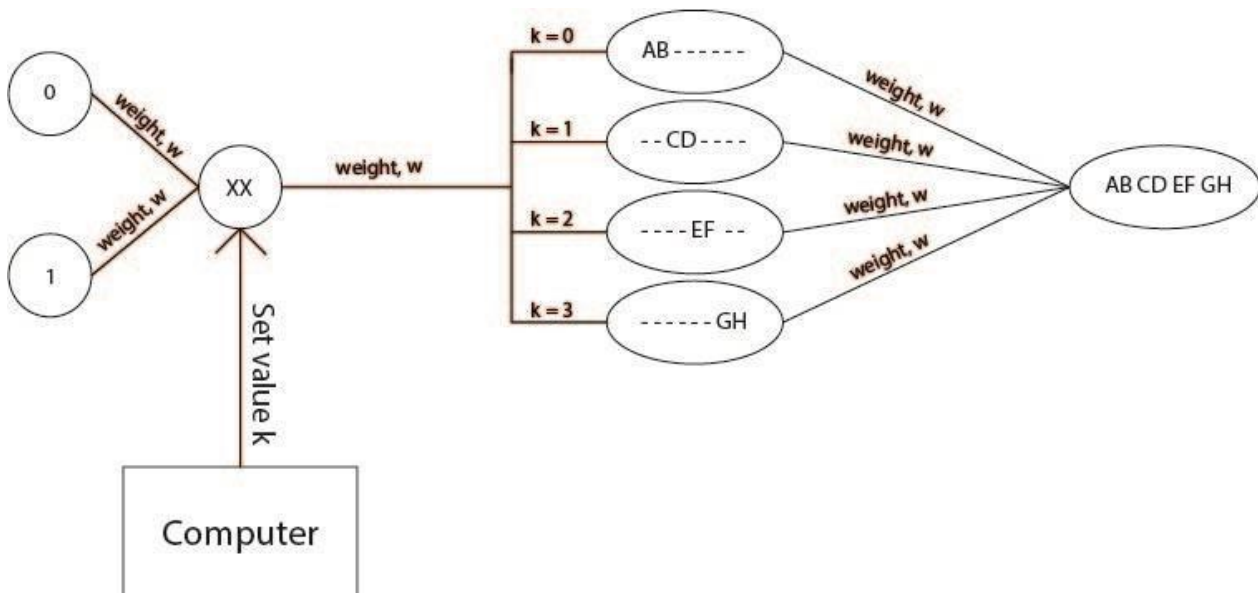 0
weight, w
1
weight, w
XX
Set value k
Computer
weight, w
k = 0
AB - - - - - -
k = 1
- - CD - - - -
k = 2
- - - - EF - -
k = 3
- - - - - - GH
weight, w
weight, w
weight, w
weight, w
AB CD EF GH